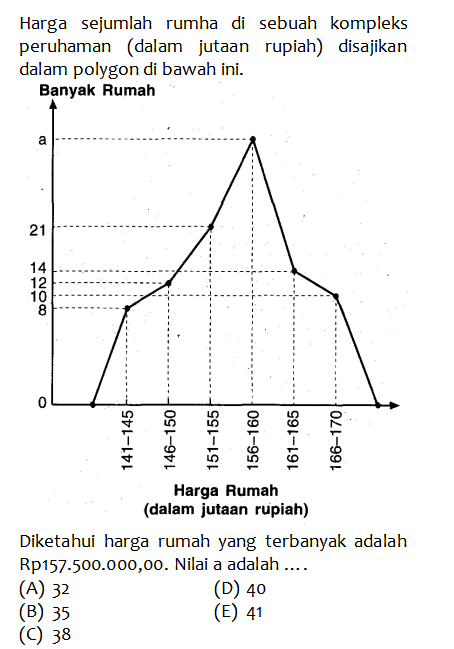 Harga sejumlah rumha di sebuah kompleks
peruhaman (dalam jutaan rupiah) disajikan
dalam polygon di bawah ini.
Banyak Rumah
a
21
14
12
10
8
0
141–145
146–150
151–155
156–160
161–165
166–170
Harga Rumah
(dalam jutaan rupiah)
Diketahui harga rumah yang terbanyak adalah
Rp157.500.000,00. Nilai a adalah ....
(A) 32 (D) 40
(B) 35 (E) 41
(C) 38